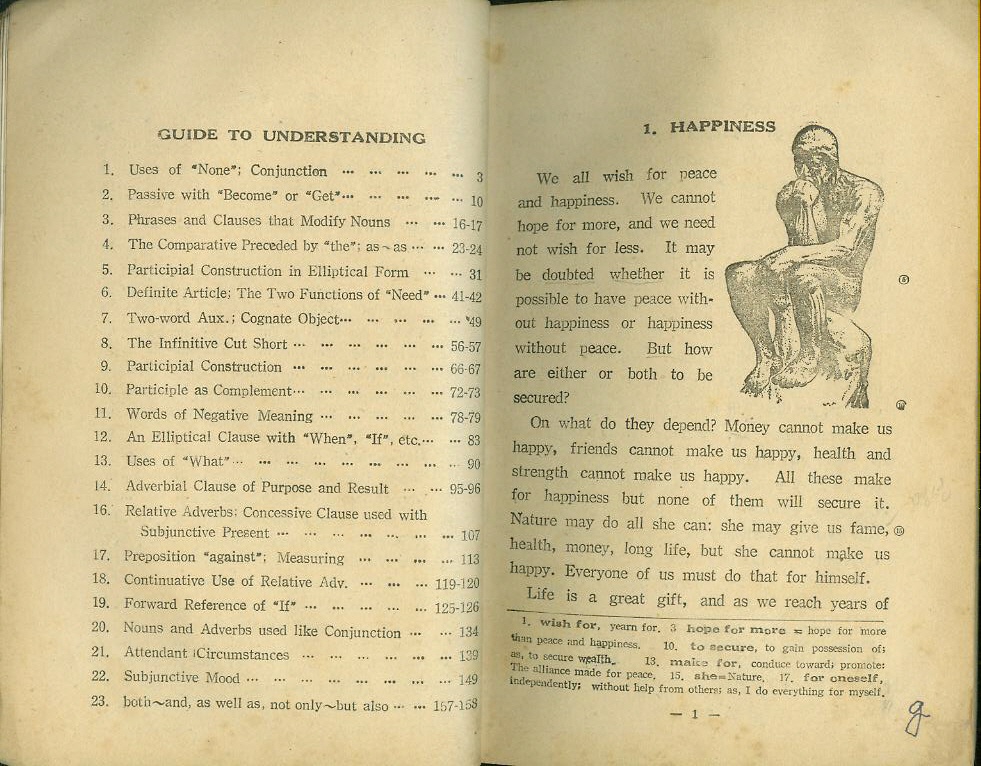 GUIDE TO UNDERSTANDING
1. Uses of "None"; Conjunction ... ... ... ... ... 3
2. Passive with "Become" or "Get"... ... ... ... ... 10
3. Phrases and Clauses that Modify Nouns ... ... 16-17
4. The Comparative Preceded by "the"; as~as ... ... 23-24
5. Participial Construction in Elliptical Form ... ... 31
6. Definite Article; The Two Functions of "Need" ... 41-42
7. Two-word Aux.; Cognate Object... ... ... ... ... 49
8. The Infinitive Cut Short ... ... ... ... ... ... 56-57
9. Participial Construction ... ... ... ... ... ... 66-67
10. Participle as Complement... ... ... ... ... ... 72-73
11. Words of Negative Meaning ... ... ... ... ... 78-79
12. An Elliptical Clause with "When", "If", etc.... ... 83
13. Uses of "What" ... ... ... ... ... ... ... ... 90
14. Adverbial Clause of Purpose and Result ... ... 95-96
16. Relative Adverbs; Concessive Clause used with
Subjunctive Present ... ... ... ... ... ... ... 107
17. Preposition "against"; Measuring ... ... ... ... 113
18. Continuative Use of Relative Adv. ... ... ... 119-120
19. Forward Reference of "If" ... ... ... ... ... 125-126
20. Nouns and Adverbs used like Conjunction ... ... 134
21. Attendant Circumstances ... ... ... ... ... ... 139
22. Subjunctive Mood ... ... ... ... ... ... ... ... 149
23. both~and, as well as, not only~but also ... ... 157-158
1. HAPPINESS
We all wish for peace
and happiness. We cannot
hope for more, and we need
not wish for less. It may
be doubted whether it is
possible to have peace with-
out happiness or happiness
without peace. But how
are either or both to be
secured?
On what do they depend? Money cannot make us
happy, friends cannot make us happy, health and
strength cannot make us happy. All these make
for happiness but none of them will secure it.
Nature may do all she can: she may give us fame,
health, money, long life, but she cannot make us
happy. Everyone of us must do that for himself.
Life is a great gift, and as we reach years of
1. wish for, yearn for. 3 hope for more = hope for more
than peace and happiness. 10. to secure, to gain possession of;
as, to secure wealth. 13. make for, conduce toward; promote:
The alliance made for peace, 15. she=Nature, 17. for oneself,
independently; without help from others; as, I do everything for myself.
— 1 —